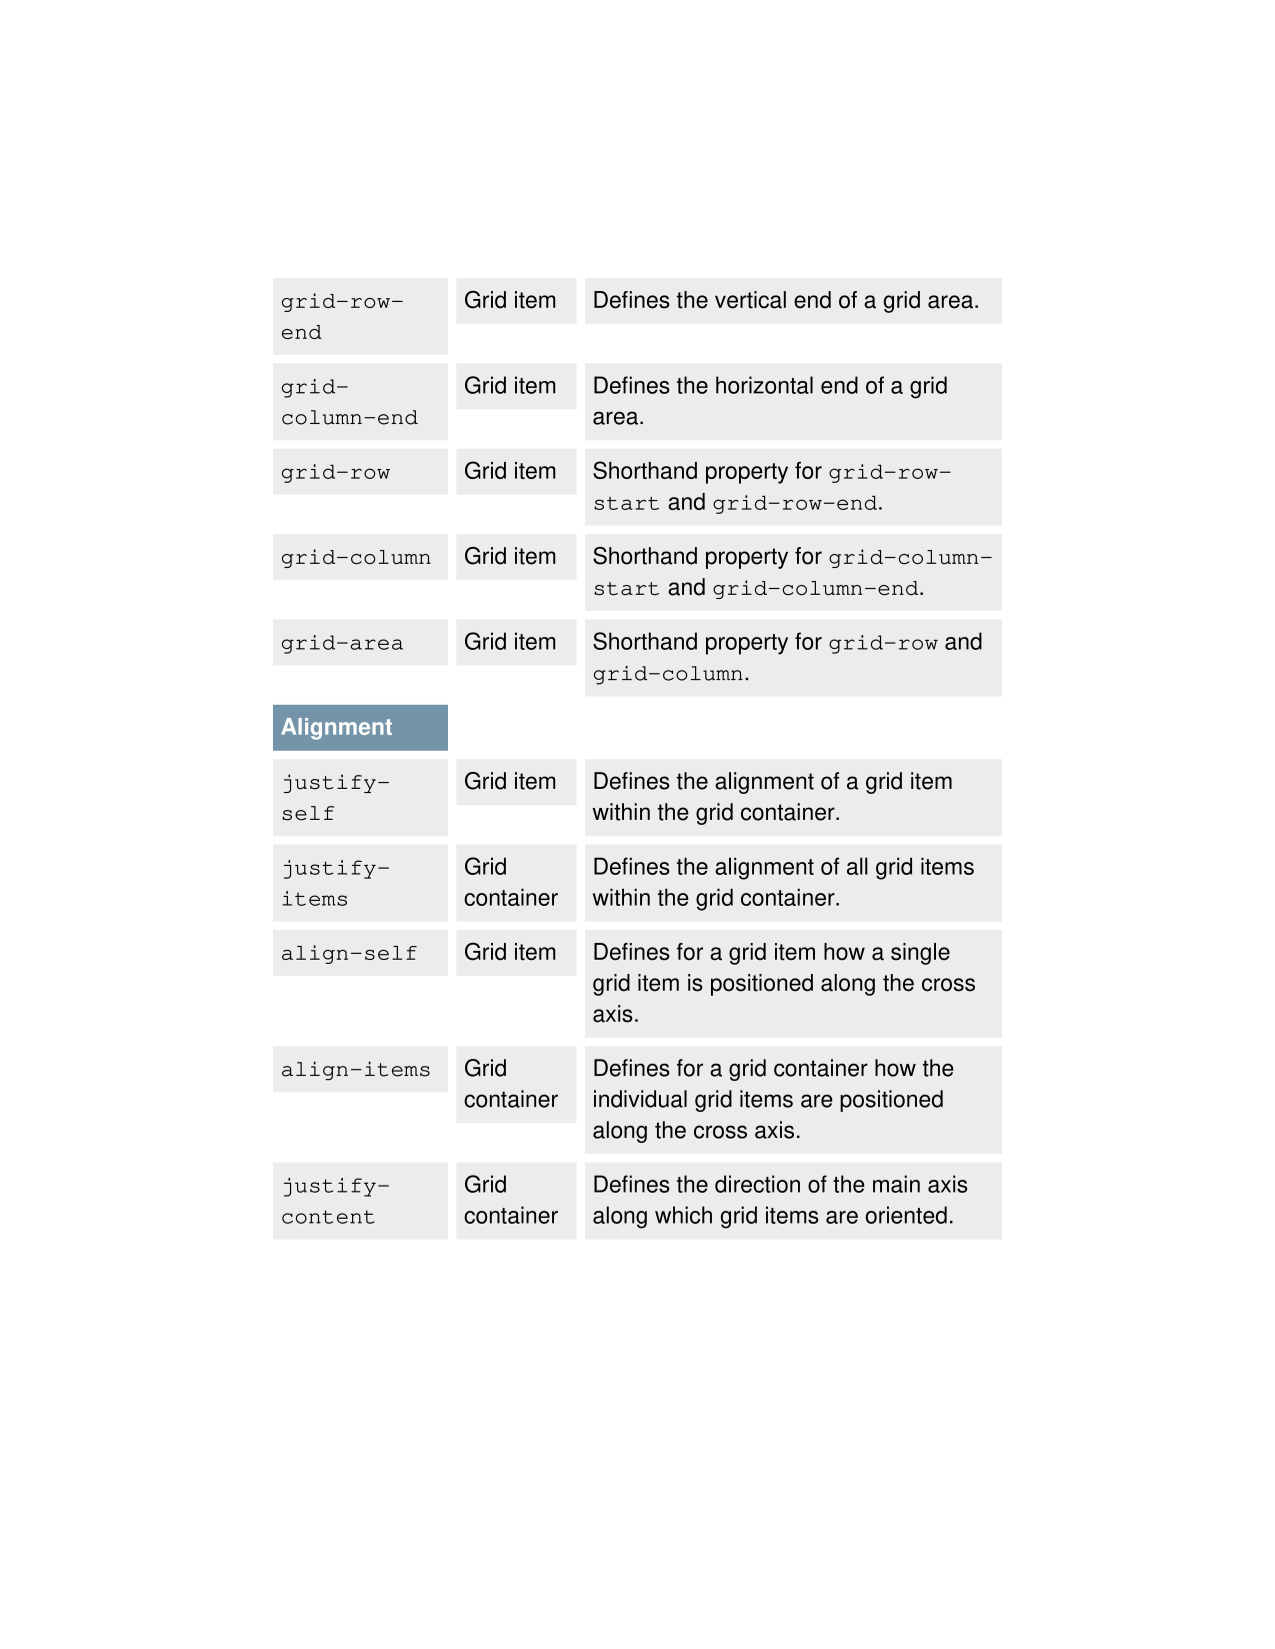 grid-row-
end
Grid item
Defines the vertical end of a grid area.
grid-
column-end
Grid item
Defines the horizontal end of a grid
area.
grid-row
Grid item
Shorthand property for grid-row-
start and grid-row-end.
grid-column
Grid item
Shorthand property for grid-column-
start and grid-column-end.
grid-area
Grid item
Shorthand property for grid-row and
grid-column.
Alignment
justify-
self
Grid item
Defines the alignment of a grid item
within the grid container.
justify-
items
Grid
container
Defines the alignment of all grid items
within the grid container.
align-self
Grid item
Defines for a grid item how a single
grid item is positioned along the cross
axis.
align-items
Grid
container
Defines for a grid container how the
individual grid items are positioned
along the cross axis.
justify-
content
Grid
container
Defines the direction of the main axis
along which grid items are oriented.